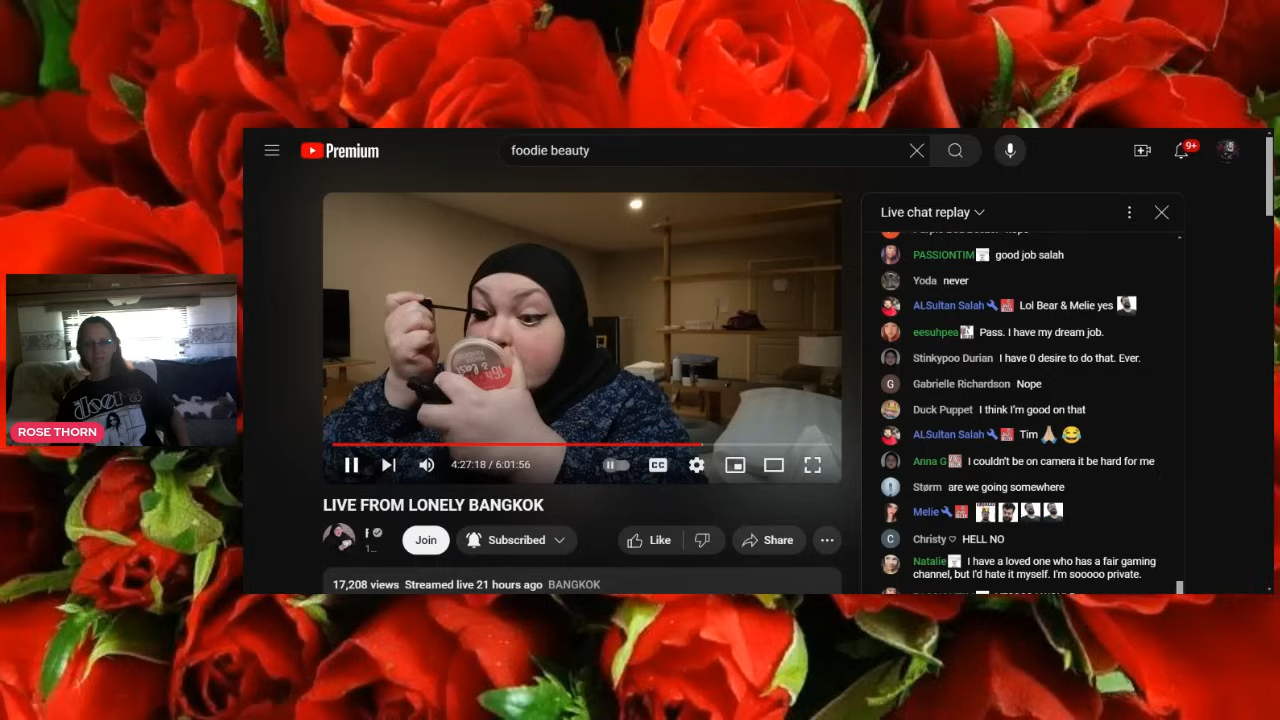 Premium
foodie beauty
9+
Live chat replay
PASSIONTIM good job salah
Yoda never
ALSultan Salah Lol Bear & Melie yes
eesuhpea Pass. I have my dream job.
Stinkypoo Durian I have 0 desire to do that. Ever.
G Gabrielle Richardson Nope
Duck Puppet I think I'm good on that
ALSultan Salah Tim
Anna G I couldn't be on camera it be hard for me
Størm are we going somewhere
Melie
C Christy ♡ HELL NO
Natalie I have a loved one who has a fair gaming
channel, but I'd hate it myself. I'm sooooo private.
4:27:18 / 6:01:56
CC
LIVE FROM LONELY BANGKOK
1...
Join
Subscribed
Like
Share
17,208 views Streamed live 21 hours ago BANGKOK
ROSE THORN